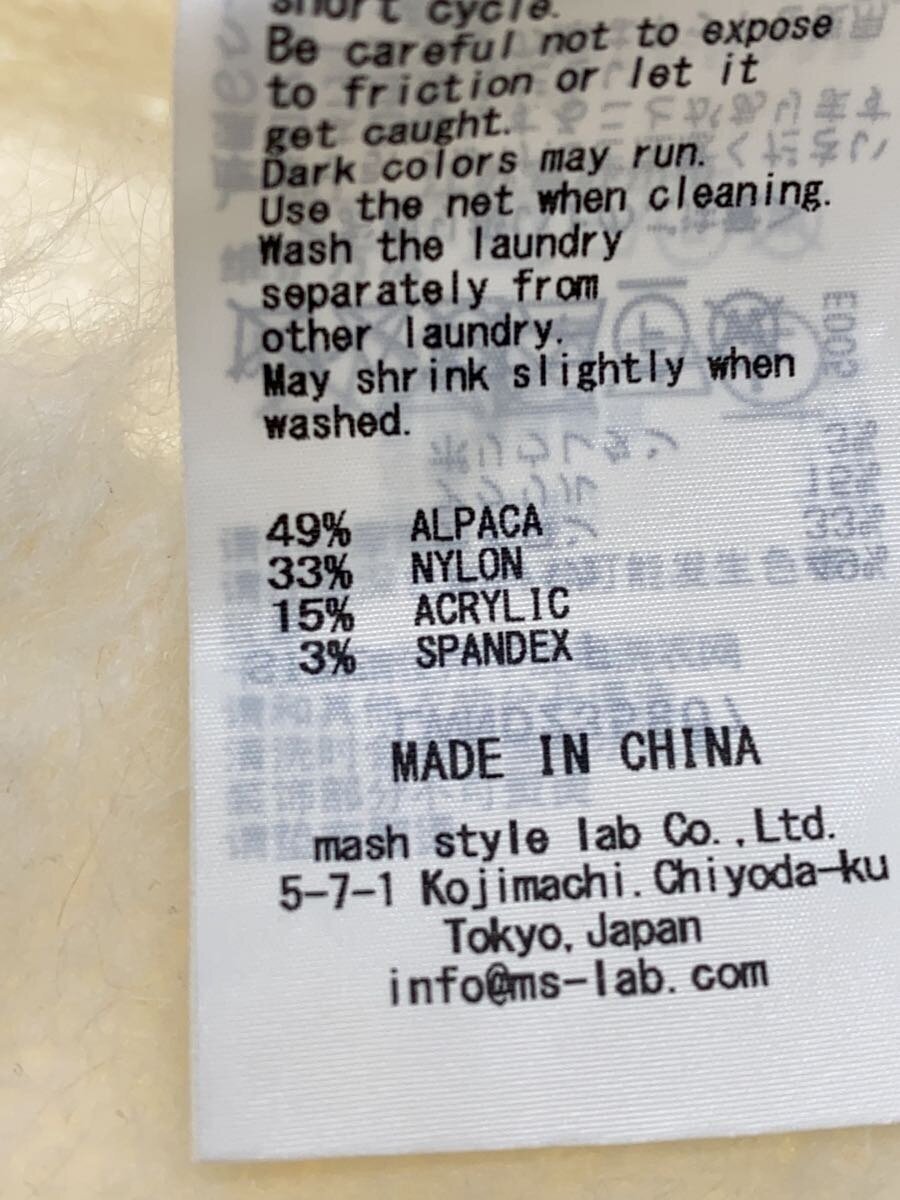 short cycle.
Be careful not to expose
to friction or let it
get caught.
Dark colors may run.
Use the net when cleaning.
Wash the laundry
separately from
other laundry.
May shrink slightly when
washed.
49% ALPACA
33% NYLON
15% ACRYLIC
3% SPANDEX
MADE IN CHINA
mash style lab Co.,Ltd.
5-7-1 Kojimachi.Chiyoda-ku
Tokyo,Japan
info@ms-lab.com